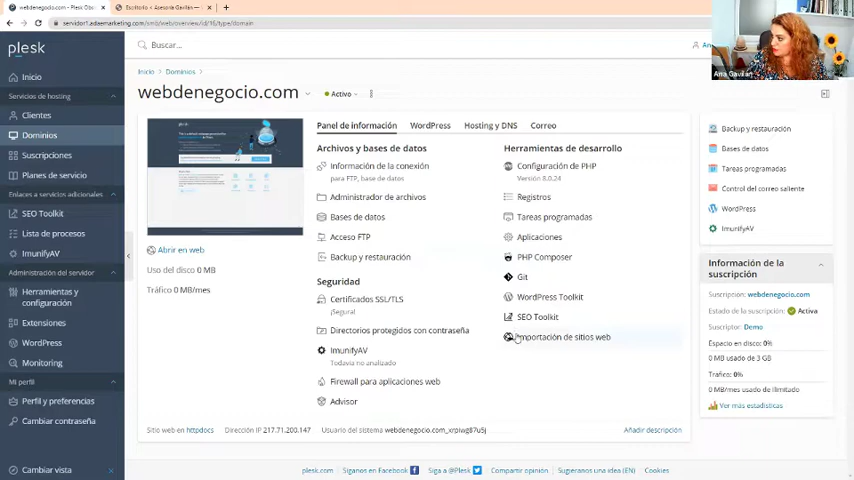 webdenegocio.com - Plesk Obs
Escritorio ‹ Asesoría Gavilán —
servidor1.adaemarketing.com/smb/web/overview/id/16/type/domain
plesk
Buscar...
Ana Gavilan
Inicio
Servicios de hosting
Clientes
Dominios
Suscripciones
Planes de servicio
Enlaces a servicios adicionales
SEO Toolkit
Lista de procesos
ImunifyAV
Administración del servidor
Herramientas y
configuración
Extensiones
WordPress
Monitoring
Mi perfil
Perfil y preferencias
Cambiar contraseña
Cambiar vista
Inicio › Dominios ›
webdenegocio.com
Activo
Panel de información WordPress Hosting y DNS Correo
Abrir en web
Uso del disco 0 MB
Tráfico 0 MB/mes
Archivos y bases de datos
Información de la conexión
para FTP, base de datos
Administrador de archivos
Bases de datos
Acceso FTP
Backup y restauración
Seguridad
Certificados SSL/TLS
¡Segura!
Directorios protegidos con contraseña
ImunifyAV
Todavía no analizado
Firewall para aplicaciones web
Advisor
Herramientas de desarrollo
Configuración de PHP
Versión 8.0.24
Registros
Tareas programadas
Aplicaciones
PHP Composer
Git
WordPress Toolkit
SEO Toolkit
Importación de sitios web
Sitio web en httpdocs Dirección IP 217.71.200.147 Usuario del sistema webdenegocio.com_xrpiwg87u5j Añadir descripción
Backup y restauración
Bases de datos
Tareas programadas
Control del correo saliente
WordPress
ImunifyAV
Información de la
suscripción
Suscripción: webdenegocio.com
Estado de la suscripción: Activa
Suscriptor: Demo
Espacio en disco: 0%
0 MB usado de 3 GB
Tráfico: 0%
0 MB/mes usado de ilimitado
Ver más estadísticas
plesk.com Síganos en Facebook Siga a @Plesk Compartir opinión Sugiéranos una idea (EN) Cookies